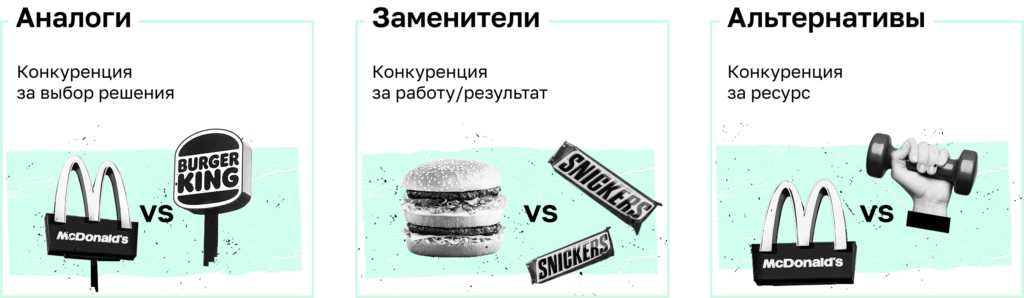 Аналоги
Конкуренция
за выбор решения
McDonald's
VS
BURGER
KING
Заменители
Конкуренция
за работу/результат
VS
SNICKERS
SNICKERS
Альтернативы
Конкуренция
за ресурс
McDonald's
VS